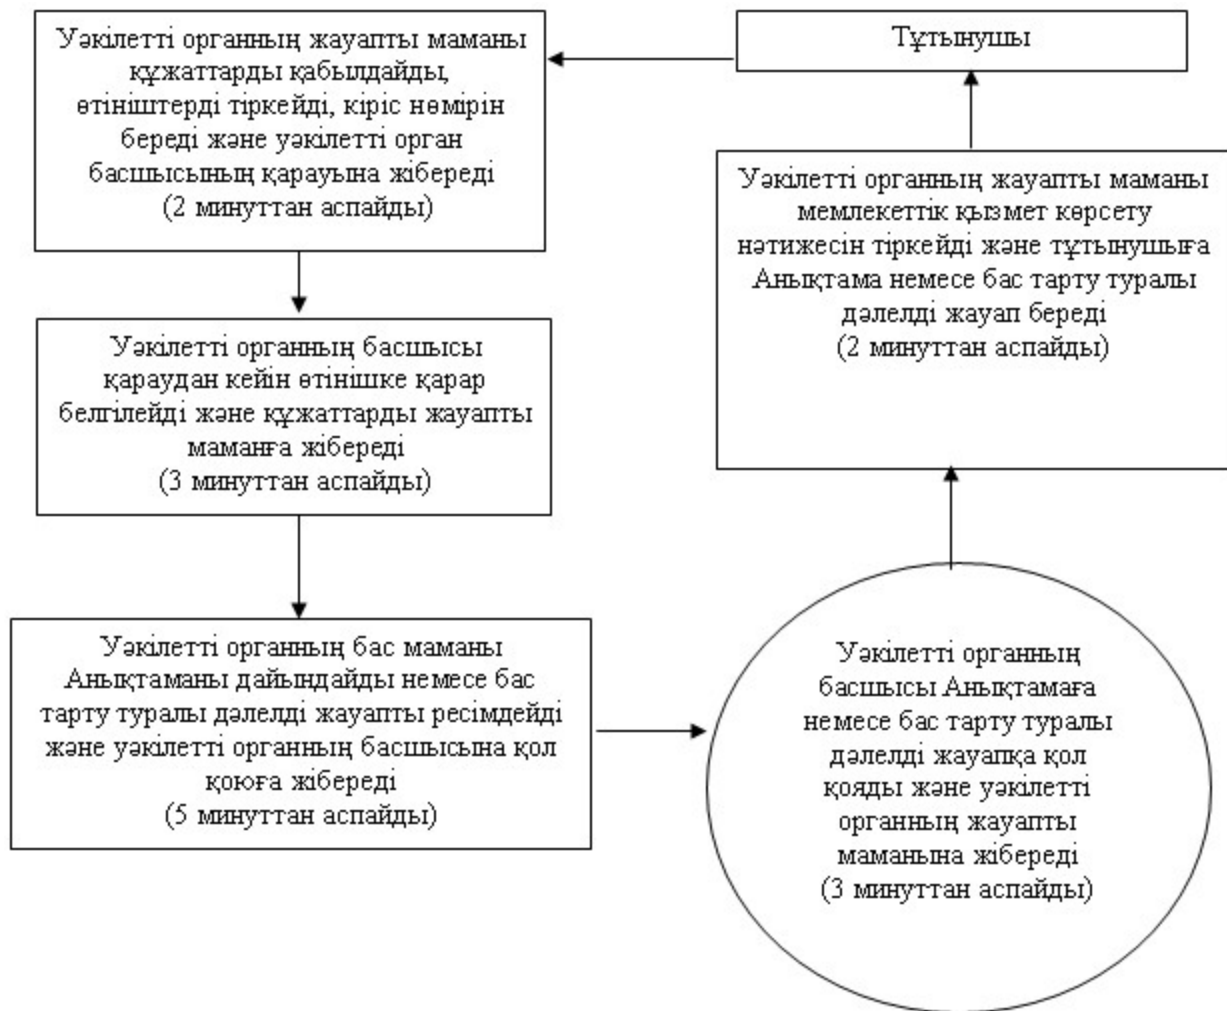 Уәкілетті органның жауапты маманы
құжаттарды қабылдайды,
өтініштерді тіркейді, кіріс нөмірін
береді және уәкілетті орган
басшысының қарауына жібереді
(2 минуттан аспайды)
Уәкілетті органның басшысы
қараудан кейін өтінішке қарар
белгілейді және құжаттарды жауапты
маманға жібереді
(3 минуттан аспайды)
Уәкілетті органның бас маманы
Анықтаманы дайындайды немесе бас
тарту туралы дәлелді жауапты ресімдейді
және уәкілетті органның басшысына қол
қоюға жібереді
(5 минуттан аспайды)
Уәкілетті органның
басшысы Анықтамаға
немесе бас тарту туралы
дәлелді жауапқа қол
қояды және уәкілетті
органның жауапты
маманына жібереді
(3 минуттан аспайды)
Уәкілетті органның жауапты маманы
мемлекеттік қызмет көрсету
нәтижесін тіркейді және тұтынушыға
Анықтама немесе бас тарту туралы
дәлелді жауап береді
(2 минуттан аспайды)
Тұтынушы